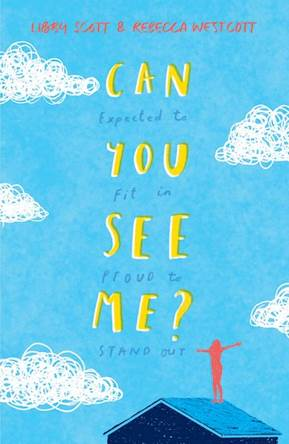 LIBBY SCOTT & REBECCA WESTCOTT
CAN
Expected to
YOU
Fit in
SEE
PROUD to
ME?
STAND OUT